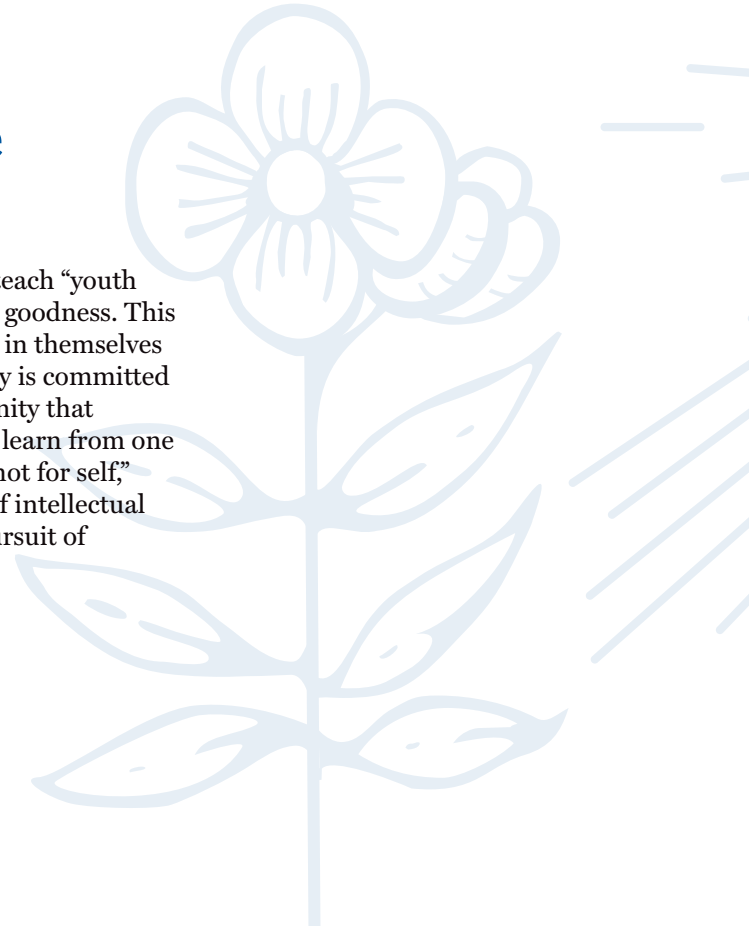 e
each “youth
goodness. This
in themselves
y is committed
nity that
learn from one
not for self,”
f intellectual
rsuit of